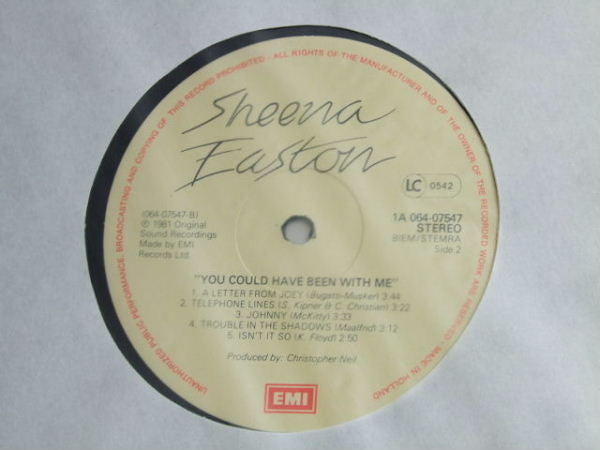 UNAUTHORIZED PUBLIC PERFORMANCE, BROADCASTING AND COPYING OF THIS RECORD PROHIBITED - ALL RIGHTS OF THE MANUFACTURER AND OF THE OWNER OF THE RECORDED WORK ARE RESERVED - MADE IN HOLLAND
Sheena
Easton
LC 0542
(064-07547-B)
℗ 1981 Original
Sound Recordings
Made by EMI
Records Ltd.
1A 064-07547
STEREO
BIEM/STEMRA
Side 2
"YOU COULD HAVE BEEN WITH ME"
1. A LETTER FROM JOEY (Bugatti-Musker) 3:44
2. TELEPHONE LINES (S. Kipner & C. Christian) 3:22
3. JOHNNY (McKitty) 3:33
4. TROUBLE IN THE SHADOWS (Maalfrid) 3:12
5. ISN'T IT SO (K. Floyd) 2:50
Produced by: Christopher Neil
EMI